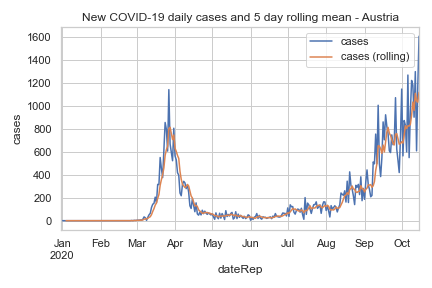 New COVID-19 daily cases and 5 day rolling mean - Austria
cases
cases (rolling)
1600
1400
1200
1000
800
600
400
200
0
cases
Jan Feb Mar Apr May Jun Jul Aug Sep Oct
2020
dateRep